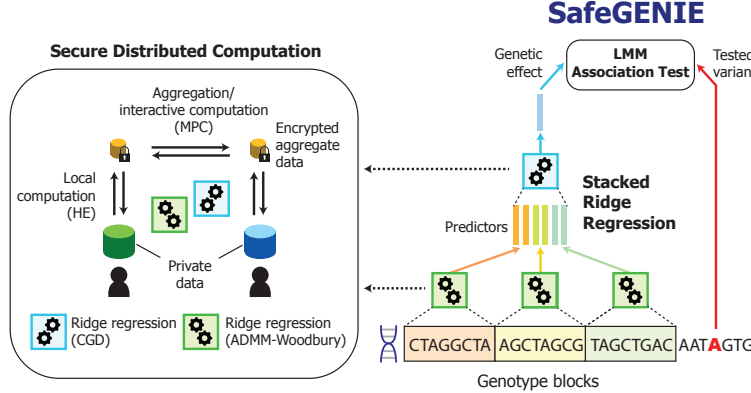 SafeGENIE
Secure Distributed Computation
Aggregation/
interactive computation
(MPC)
Encrypted
aggregate
data
Local
computation
(HE)
Private
data
Ridge regression
(CGD)
Ridge regression
(ADMM-Woodbury)
Genetic
effect
LMM
Association Test
Tested
variant
Stacked
Ridge
Regression
Predictors
CTAGGCTA AGCTAGCG TAGCTGAC AATAGTG
Genotype blocks